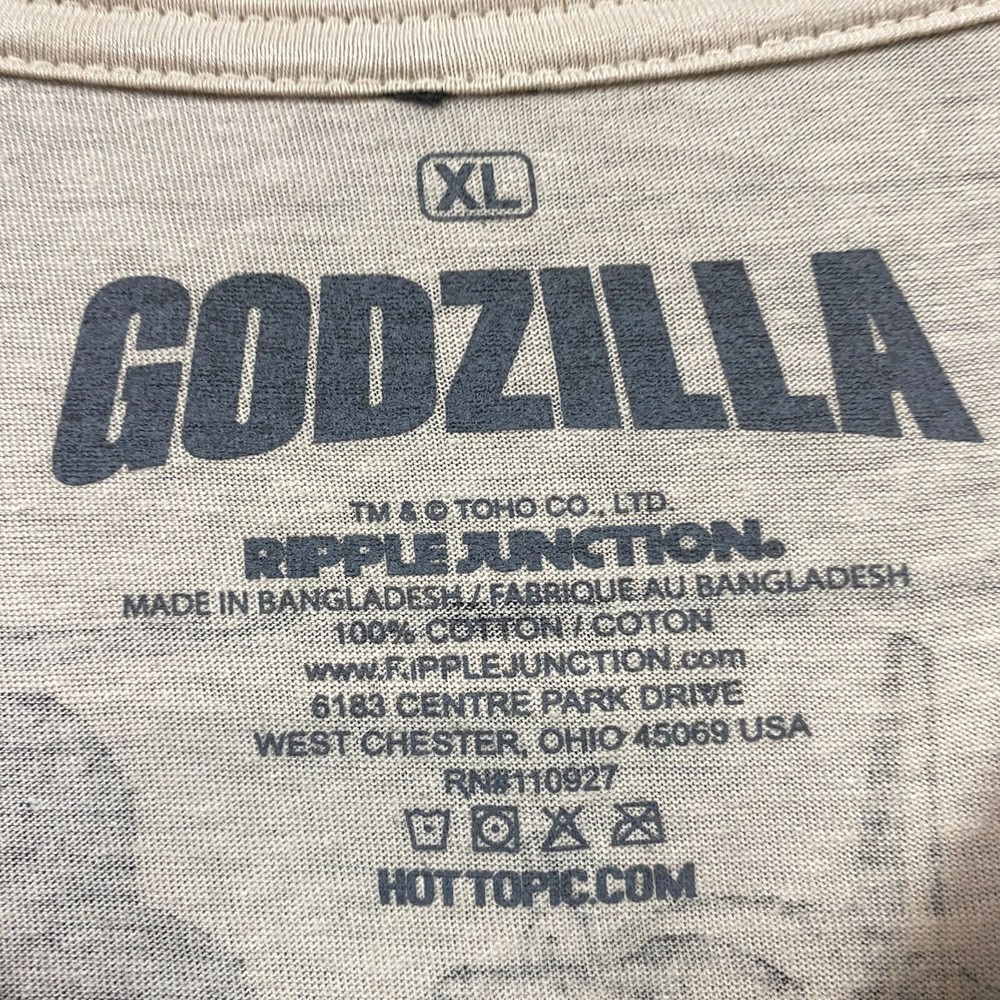 XL
GODZILLA
TM & © TOHO CO., LTD.
RIPPLE JUNCTION®
MADE IN BANGLADESH / FABRIQUE AU BANGLADESH
100% COTTON / COTON
www.RIPPLEJUNCTION.com
6183 CENTRE PARK DRIVE
WEST CHESTER, OHIO 45069 USA
RN#110927
HOTTOPIC.COM